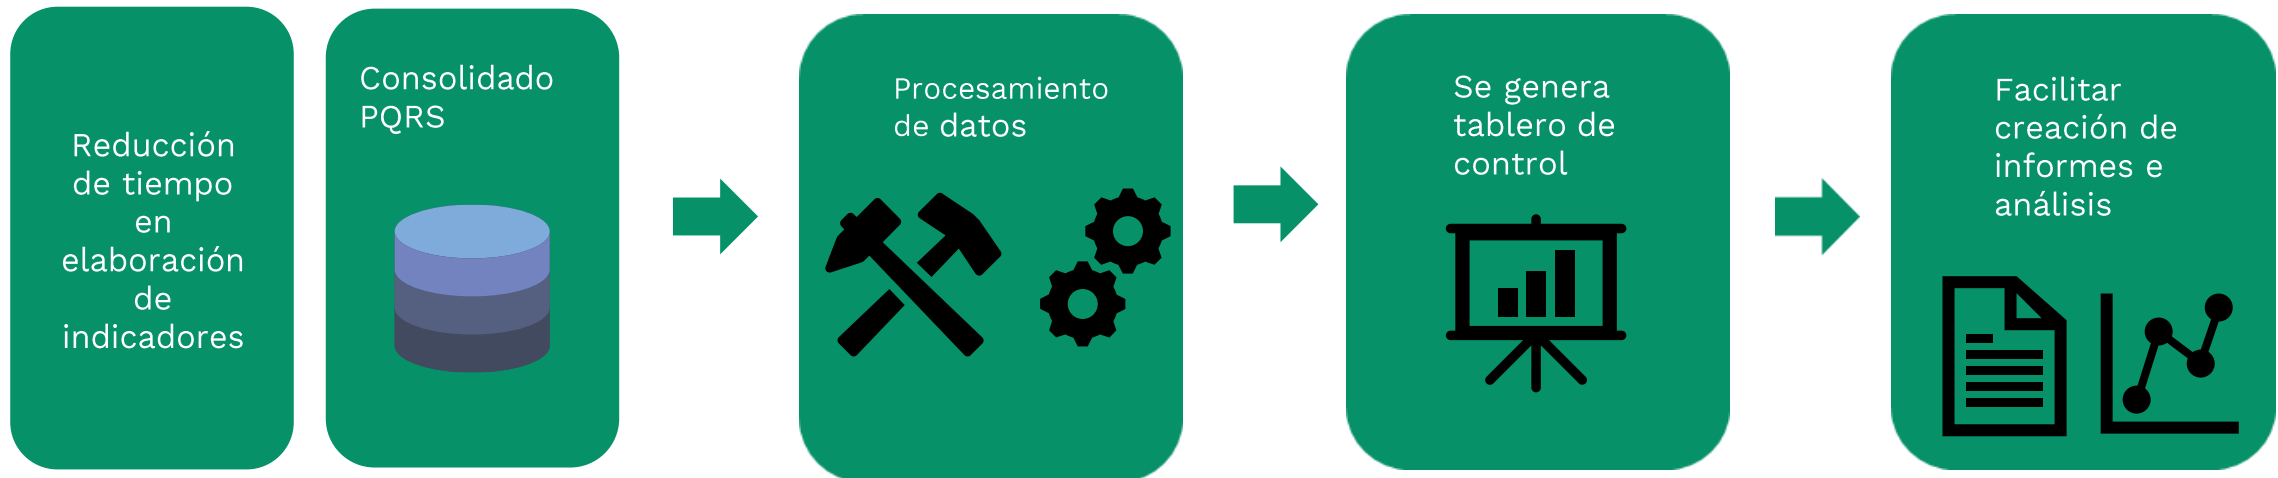 Reducción
de tiempo
en
elaboración
de
indicadores
Consolidado
PQRS
Procesamiento
de datos
Se genera
tablero de
control
Facilitar
creación de
informes e
análisis